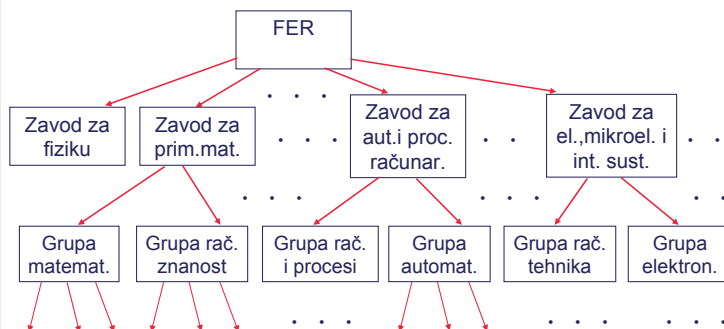 FER
Zavod za
fiziku
Zavod za
prim.mat.
Zavod za
aut.i proc.
računar.
Zavod za
el.,mikroel. i
int. sust.
Grupa
matemat.
Grupa rač.
znanost
Grupa rač.
i procesi
Grupa
automat.
Grupa rač.
tehnika
Grupa
elektron.